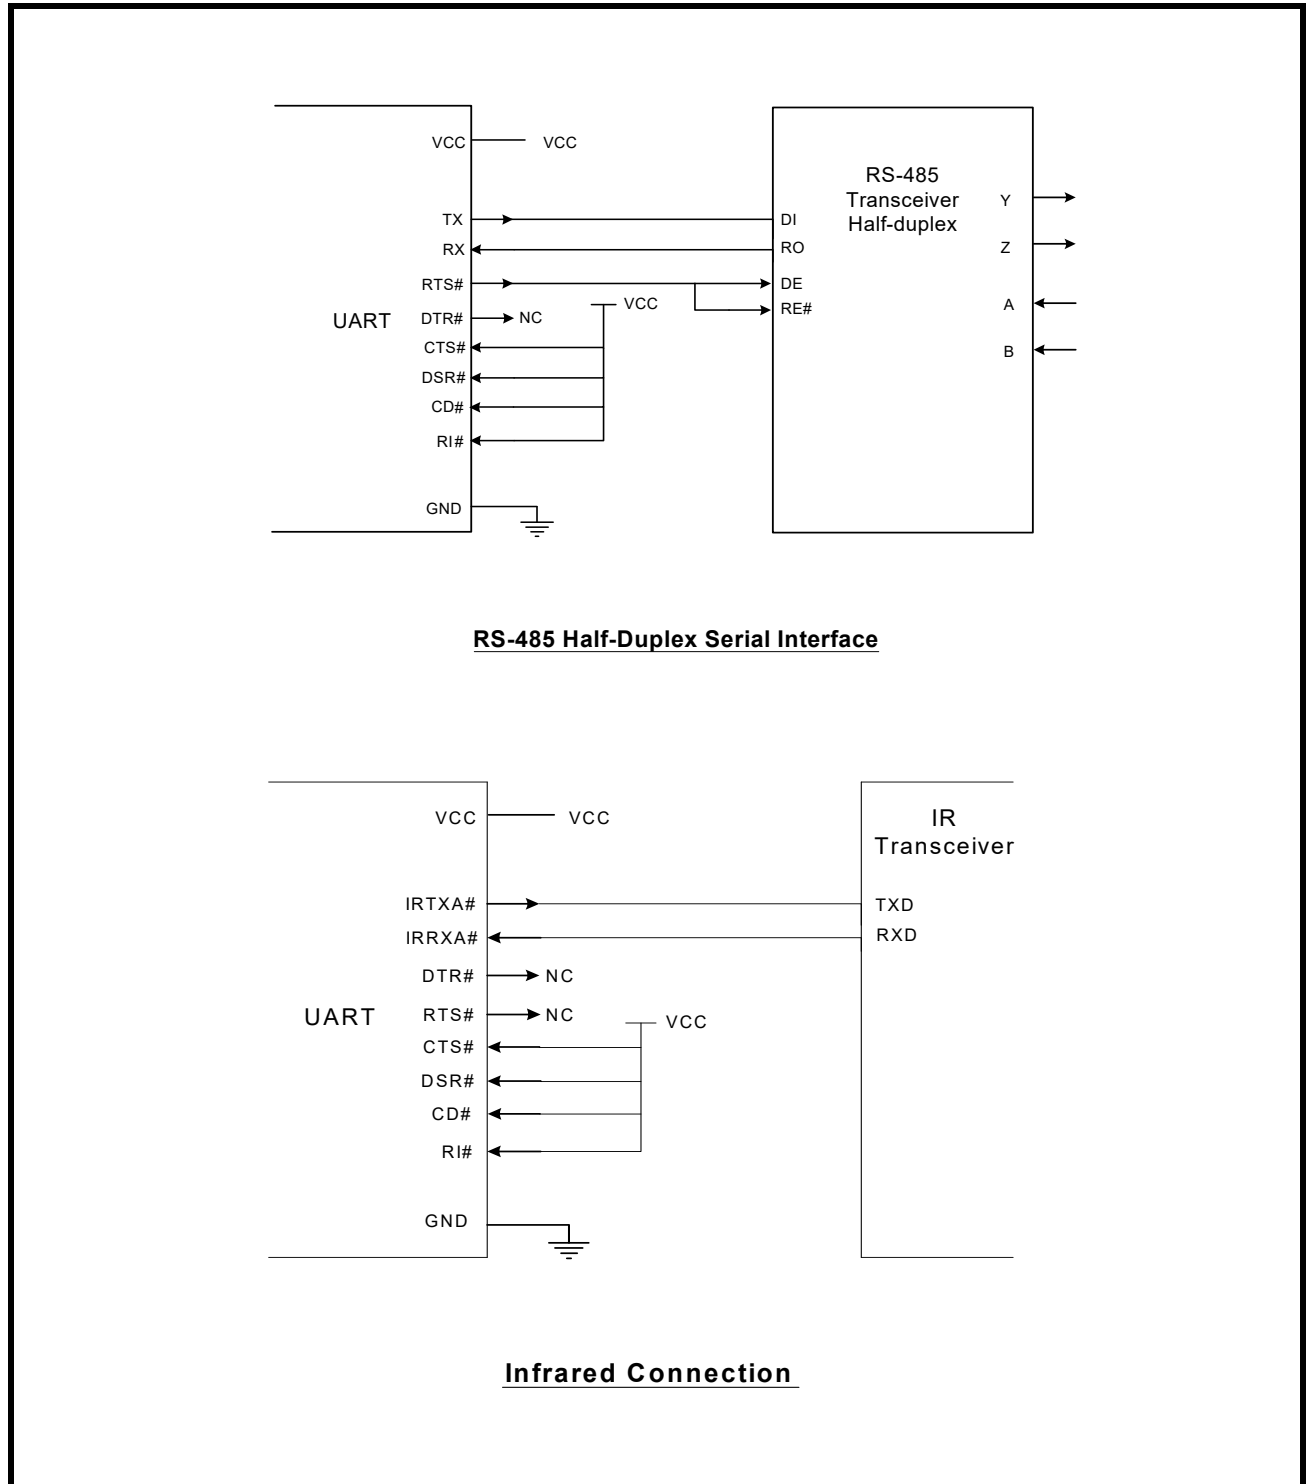 VCC VCC
RS-485
Transceiver
Half-duplex
Y
TX DI
RX RO Z
RTS# DE
VCC RE# A
UART DTR# NC
CTS# B
DSR#
CD#
RI#
GND
RS-485 Half-Duplex Serial Interface
VCC VCC IR
Transceiver
IRTXA# TXD
IRRXA# RXD
DTR# NC
UART RTS# NC VCC
CTS#
DSR#
CD#
RI#
GND
Infrared Connection